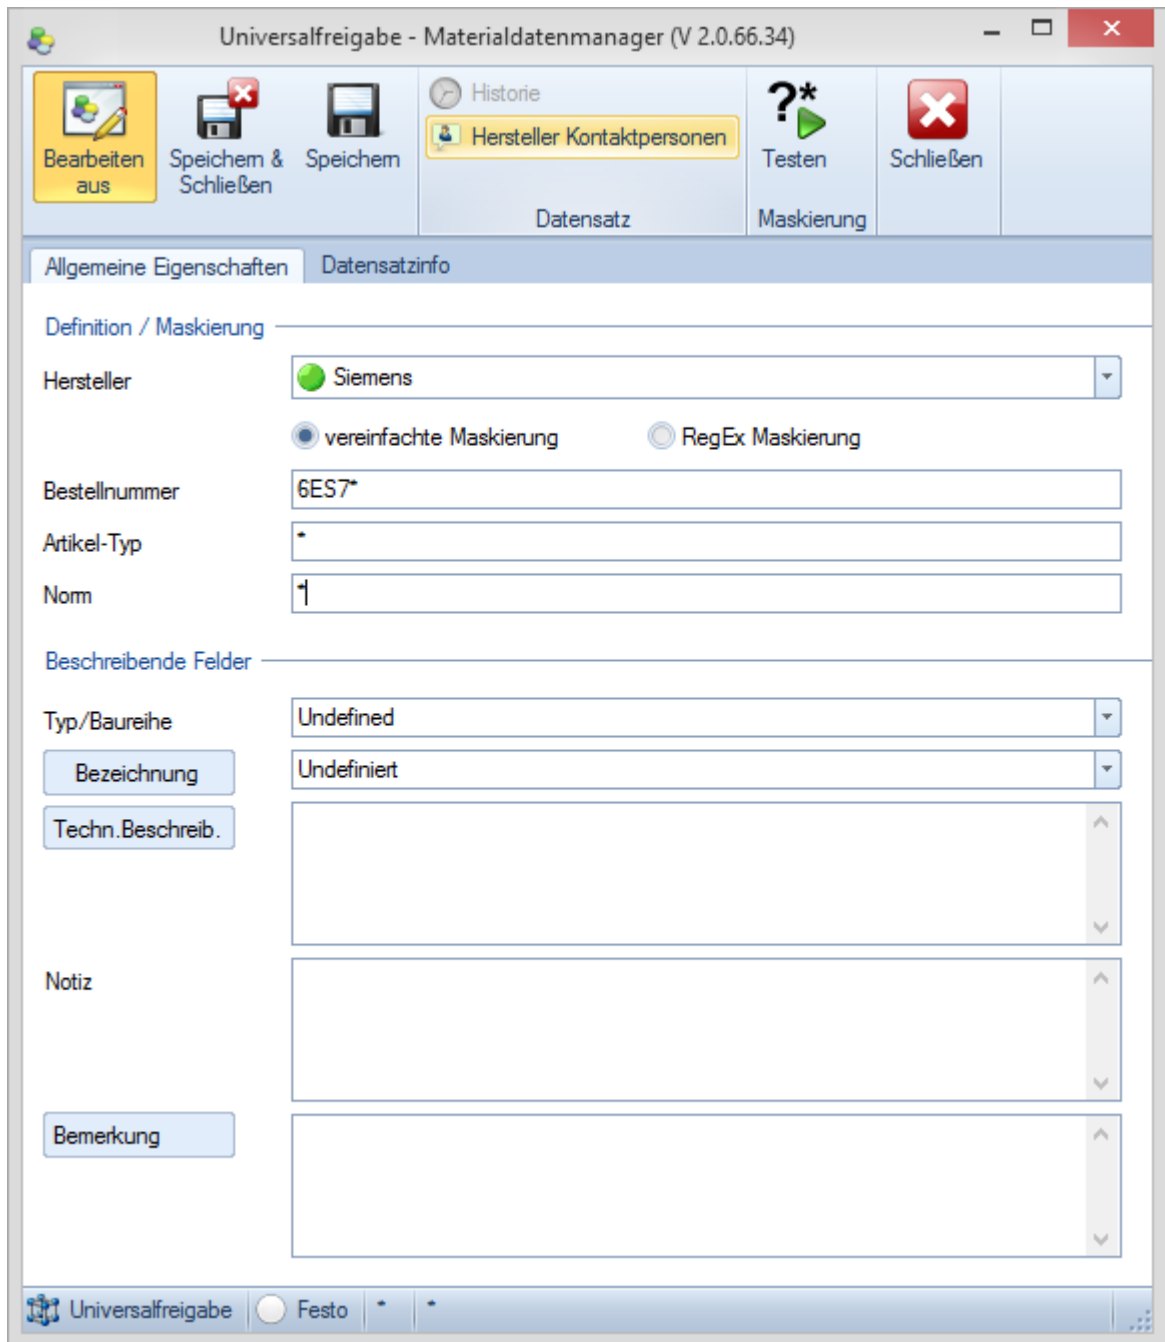 Universalfreigabe - Materialdatenmanager (V 2.0.66.34)
Bearbeiten aus
Speichern & Schließen
Speichern
Historie
Hersteller Kontaktpersonen
Datensatz
?*
Testen
Maskierung
Schließen
Allgemeine Eigenschaften
Datensatzinfo
Definition / Maskierung
Hersteller
Siemens
vereinfachte Maskierung
RegEx Maskierung
Bestellnummer
6ES7*
Artikel-Typ
*
Norm
*
Beschreibende Felder
Typ/Baureihe
Undefined
Bezeichnung
Undefiniert
Techn.Beschreib.
Notiz
Bemerkung
Universalfreigabe
Festo
*
*